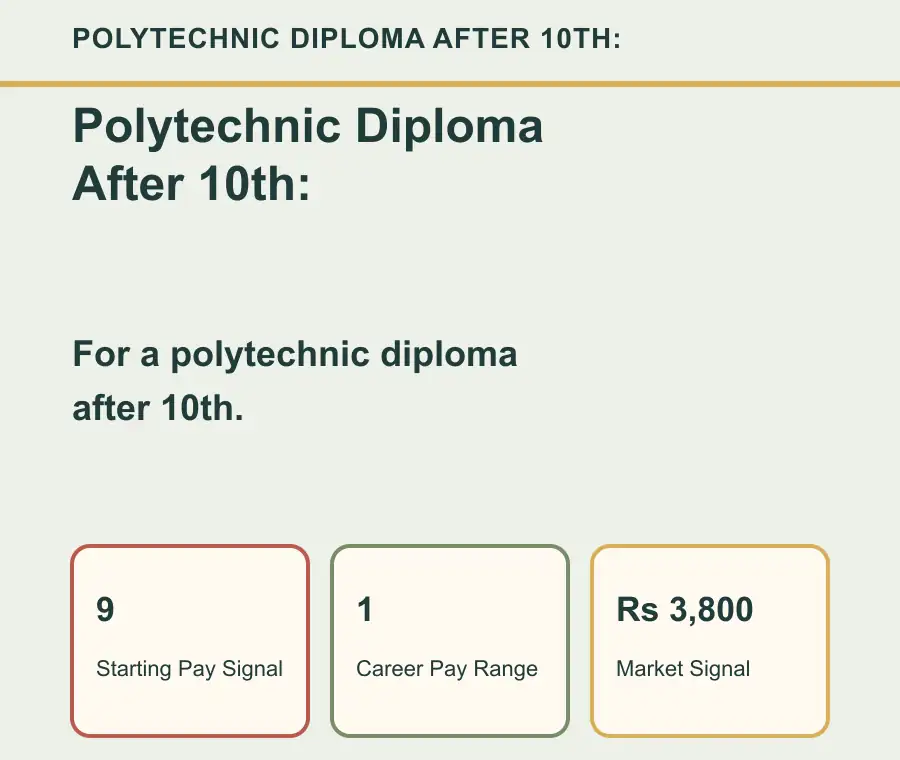 POLYTECHNIC DIPLOMA AFTER 10TH:
Polytechnic Diploma
After 10th:
For a polytechnic diploma
after 10th.
9
Starting Pay Signal
1
Career Pay Range
Rs 3,800
Market Signal